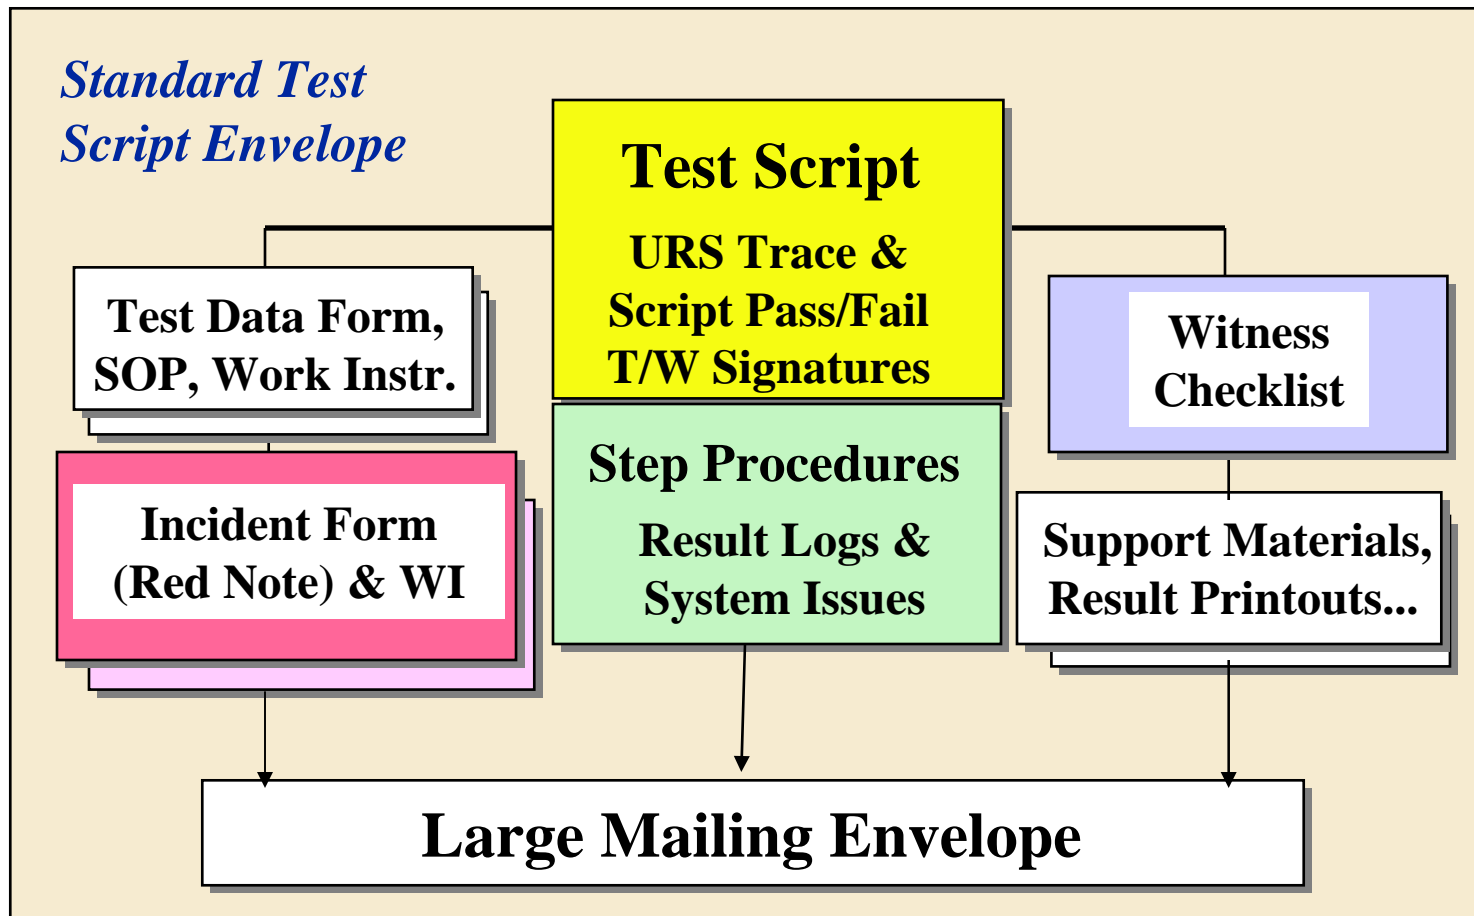 Standard Test
Script Envelope
Test Script
URS Trace &
Script Pass/Fail
T/W Signatures
Test Data Form,
SOP, Work Instr.
Witness
Checklist
Step Procedures
Result Logs &
System Issues
Incident Form
(Red Note) & WI
Support Materials,
Result Printouts...
Large Mailing Envelope